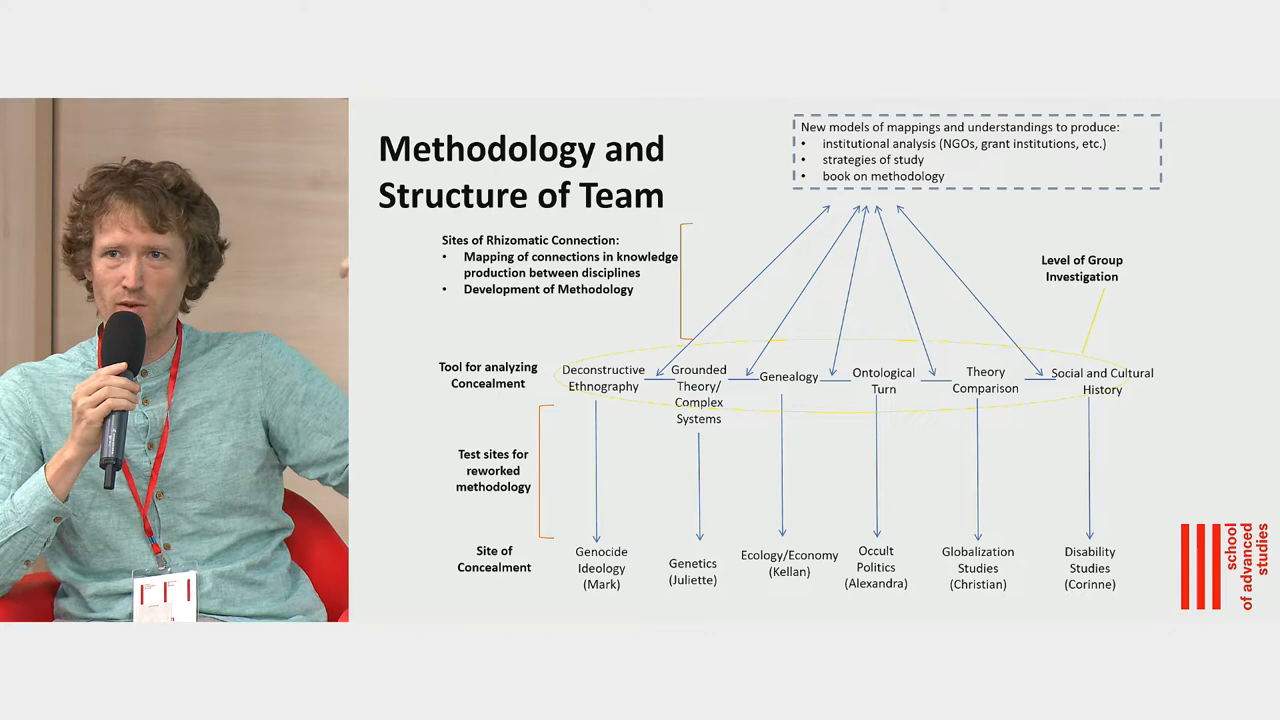 Methodology and
Structure of Team
New models of mappings and understandings to produce:
• institutional analysis (NGOs, grant institutions, etc.)
• strategies of study
• book on methodology
Sites of Rhizomatic Connection:
• Mapping of connections in knowledge
production between disciplines
• Development of Methodology
Level of Group
Investigation
Tool for analyzing
Concealment
Deconstructive
Ethnography
Grounded
Theory/
Complex
Systems
Genealogy
Ontological
Turn
Theory
Comparison
Social and Cultural
History
Test sites for
reworked
methodology
Site of
Concealment
Genocide
Ideology
(Mark)
Genetics
(Juliette)
Ecology/Economy
(Kellan)
Occult
Politics
(Alexandra)
Globalization
Studies
(Christian)
Disability
Studies
(Corinne)
school
of advanced
studies